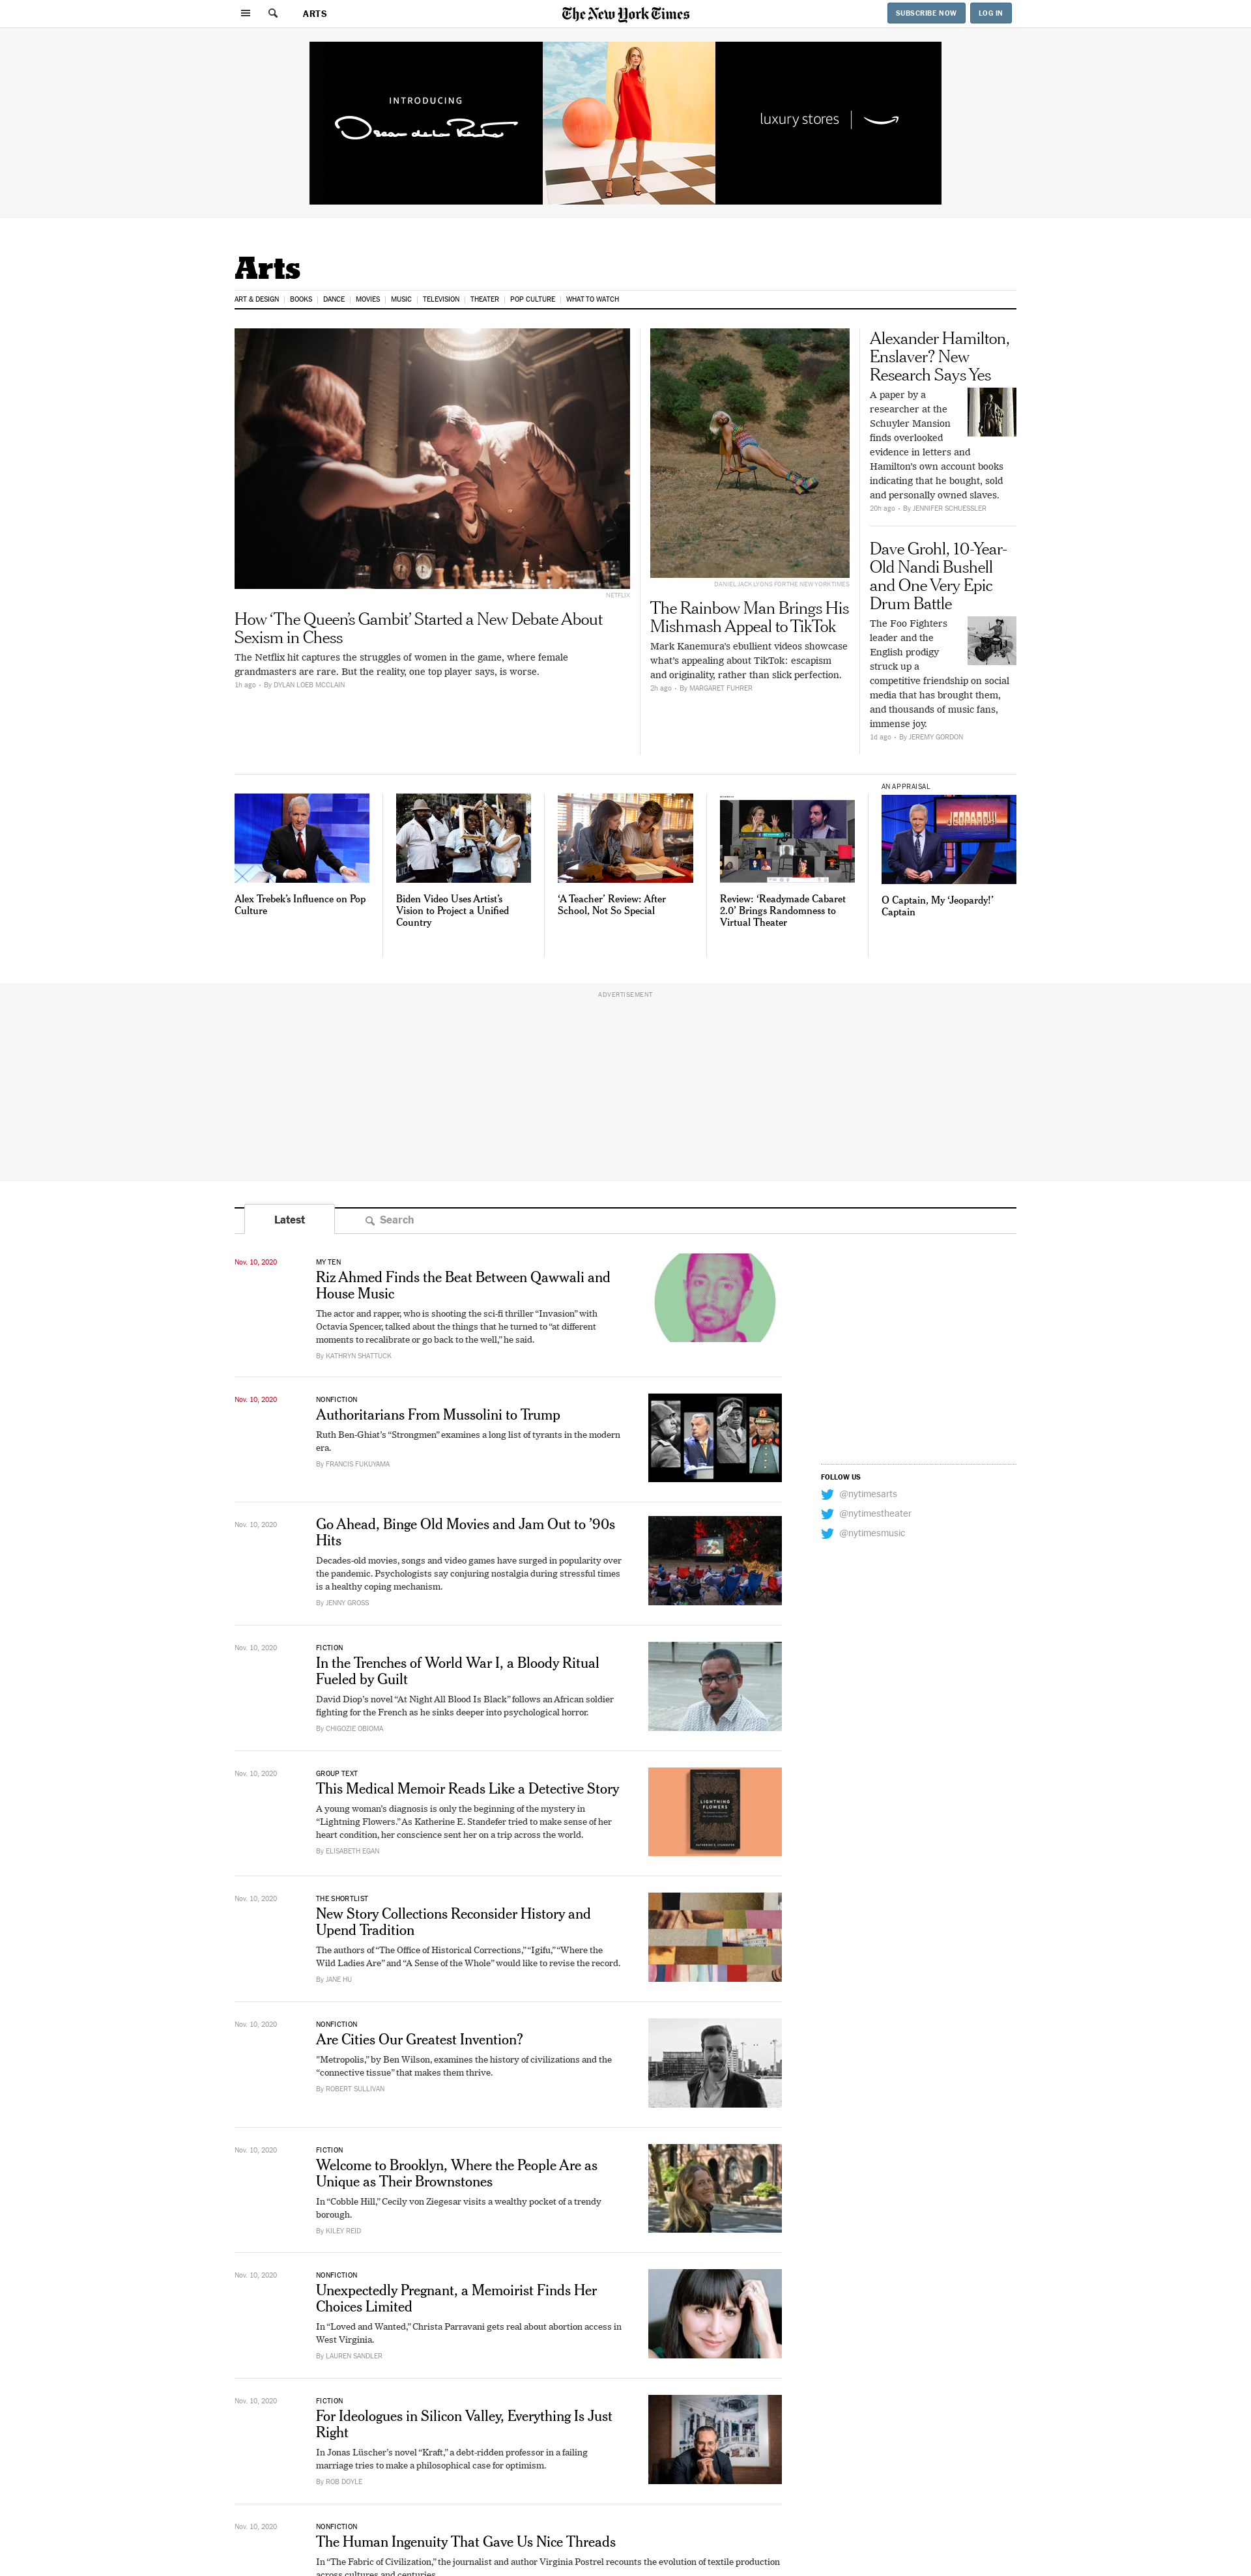 ARTS
The New York Times
SUBSCRIBE NOW
LOG IN
INTRODUCING
Oscar de la Renta
luxury stores
Arts
ART & DESIGN
BOOKS
DANCE
MOVIES
MUSIC
TELEVISION
THEATER
POP CULTURE
WHAT TO WATCH
NETFLIX
How ‘The Queen’s Gambit’ Started a New Debate About
Sexism in Chess
The Netflix hit captures the struggles of women in the game, where female
grandmasters are rare. But the reality, one top player says, is worse.
1h ago • By DYLAN LOEB MCCLAIN
DANIEL JACK LYONS FOR THE NEW YORK TIMES
The Rainbow Man Brings His
Mishmash Appeal to TikTok
Mark Kanemura’s ebullient videos showcase
what’s appealing about TikTok: escapism
and originality, rather than slick perfection.
2h ago • By MARGARET FUHRER
Alexander Hamilton,
Enslaver? New
Research Says Yes
A paper by a
researcher at the
Schuyler Mansion
finds overlooked
evidence in letters and
Hamilton’s own account books
indicating that he bought, sold
and personally owned slaves.
20h ago • By JENNIFER SCHUESSLER
Dave Grohl, 10-Year-
Old Nandi Bushell
and One Very Epic
Drum Battle
The Foo Fighters
leader and the
English prodigy
struck up a
competitive friendship on social
media that has brought them,
and thousands of music fans,
immense joy.
1d ago • By JEREMY GORDON
Alex Trebek’s Influence on Pop
Culture
Biden Video Uses Artist’s
Vision to Project a Unified
Country
‘A Teacher’ Review: After
School, Not So Special
Review: ‘Readymade Cabaret
2.0’ Brings Randomness to
Virtual Theater
AN APPRAISAL
JEOPARDY!
O Captain, My ‘Jeopardy!’
Captain
ADVERTISEMENT
Latest
Search
Nov. 10, 2020
MY TEN
Riz Ahmed Finds the Beat Between Qawwali and
House Music
The actor and rapper, who is shooting the sci-fi thriller “Invasion” with
Octavia Spencer, talked about the things that he turned to “at different
moments to recalibrate or go back to the well,” he said.
By KATHRYN SHATTUCK
Nov. 10, 2020
NONFICTION
Authoritarians From Mussolini to Trump
Ruth Ben-Ghiat’s “Strongmen” examines a long list of tyrants in the modern
era.
By FRANCIS FUKUYAMA
FOLLOW US
@nytimesarts
@nytimestheater
@nytimesmusic
Nov. 10, 2020
Go Ahead, Binge Old Movies and Jam Out to ’90s
Hits
Decades-old movies, songs and video games have surged in popularity over
the pandemic. Psychologists say conjuring nostalgia during stressful times
is a healthy coping mechanism.
By JENNY GROSS
Nov. 10, 2020
FICTION
In the Trenches of World War I, a Bloody Ritual
Fueled by Guilt
David Diop’s novel “At Night All Blood Is Black” follows an African soldier
fighting for the French as he sinks deeper into psychological horror.
By CHIGOZIE OBIOMA
Nov. 10, 2020
GROUP TEXT
This Medical Memoir Reads Like a Detective Story
A young woman’s diagnosis is only the beginning of the mystery in
“Lightning Flowers.” As Katherine E. Standefer tried to make sense of her
heart condition, her conscience sent her on a trip across the world.
By ELISABETH EGAN
LIGHTNING
FLOWERS
Nov. 10, 2020
THE SHORTLIST
New Story Collections Reconsider History and
Upend Tradition
The authors of “The Office of Historical Corrections,” “Igifu,” “Where the
Wild Ladies Are” and “A Sense of the Whole” would like to revise the record.
By JANE HU
Nov. 10, 2020
NONFICTION
Are Cities Our Greatest Invention?
"Metropolis,” by Ben Wilson, examines the history of civilizations and the
“connective tissue” that makes them thrive.
By ROBERT SULLIVAN
Nov. 10, 2020
FICTION
Welcome to Brooklyn, Where the People Are as
Unique as Their Brownstones
In “Cobble Hill,” Cecily von Ziegesar visits a wealthy pocket of a trendy
borough.
By KILEY REID
Nov. 10, 2020
NONFICTION
Unexpectedly Pregnant, a Memoirist Finds Her
Choices Limited
In “Loved and Wanted,” Christa Parravani gets real about abortion access in
West Virginia.
By LAUREN SANDLER
Nov. 10, 2020
FICTION
For Ideologues in Silicon Valley, Everything Is Just
Right
In Jonas Lüscher’s novel “Kraft,” a debt-ridden professor in a failing
marriage tries to make a philosophical case for optimism.
By ROB DOYLE
Nov. 10, 2020
NONFICTION
The Human Ingenuity That Gave Us Nice Threads
In “The Fabric of Civilization,” the journalist and author Virginia Postrel recounts the evolution of textile production
across cultures and centuries.